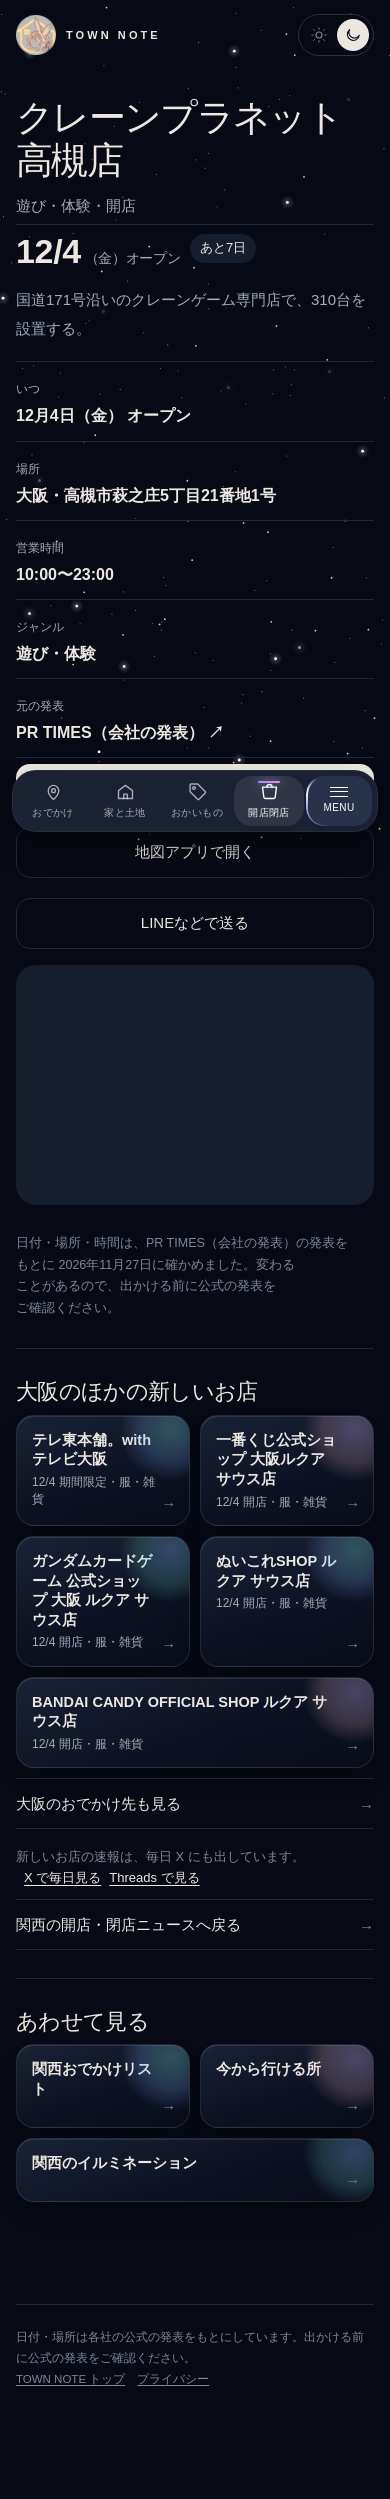 TOWN NOTE
クレーンプラネット
高槻店
遊び・体験・開店
12/4（金）オープン あと7日
国道171号沿いのクレーンゲーム専門店で、310台を
設置する。
いつ
12月4日（金） オープン
場所
大阪・高槻市萩之庄5丁目21番地1号
営業時間
10:00〜23:00
ジャンル
遊び・体験
元の発表
PR TIMES（会社の発表）↗
おでかけ 家と土地 おかいもの 開店閉店 MENU
地図アプリで開く
LINEなどで送る
日付・場所・時間は、PR TIMES（会社の発表）の発表を
もとに 2026年11月27日に確かめました。変わる
ことがあるので、出かける前に公式の発表を
ご確認ください。
大阪のほかの新しいお店
テレ東本舗。with
テレビ大阪
12/4 期間限定・服・雑
貨 →
一番くじ公式ショ
ップ 大阪ルクア
サウス店
12/4 開店・服・雑貨 →
ガンダムカードゲ
ーム 公式ショッ
プ 大阪 ルクア サ
ウス店
12/4 開店・服・雑貨 →
ぬいこれSHOP ル
クア サウス店
12/4 開店・服・雑貨
→
BANDAI CANDY OFFICIAL SHOP ルクア サ
ウス店
12/4 開店・服・雑貨 →
大阪のおでかけ先も見る →
新しいお店の速報は、毎日 X にも出しています。
X で毎日見る Threads で見る
関西の開店・閉店ニュースへ戻る →
あわせて見る
関西おでかけリス
ト →
今から行ける所
→
関西のイルミネーション
→
日付・場所は各社の公式の発表をもとにしています。出かける前
に公式の発表をご確認ください。
TOWN NOTE トップ プライバシー